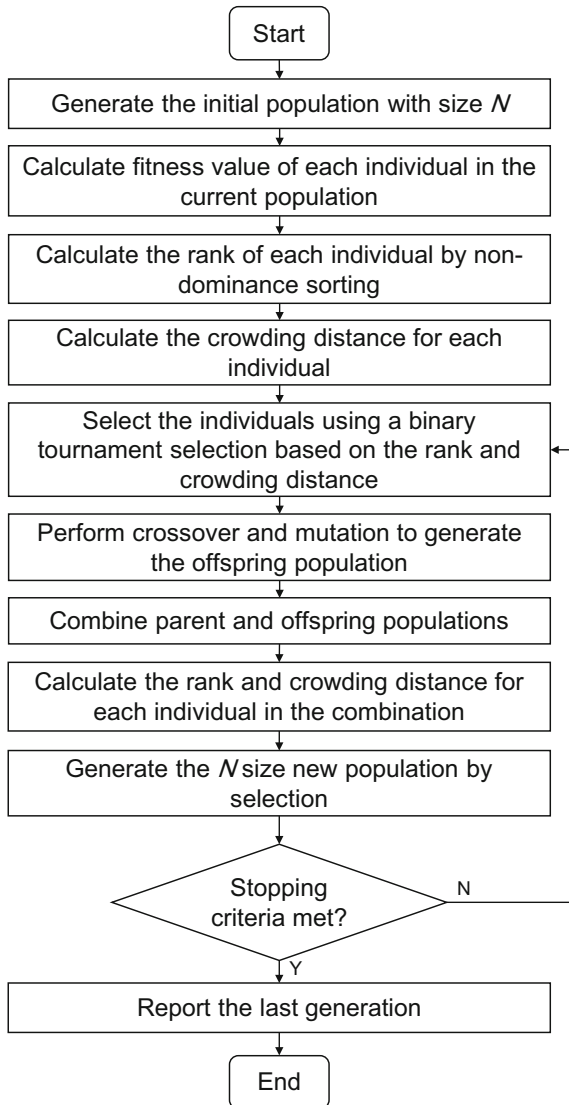 Start
Generate the initial population with size N
Calculate fitness value of each individual in the
current population
Calculate the rank of each individual by non-
dominance sorting
Calculate the crowding distance for each
individual
Select the individuals using a binary
tournament selection based on the rank and
crowding distance
Perform crossover and mutation to generate
the offspring population
Combine parent and offspring populations
Calculate the rank and crowding distance for
each individual in the combination
Generate the N size new population by
selection
Stopping
criteria met?
N
Y
Report the last generation
End